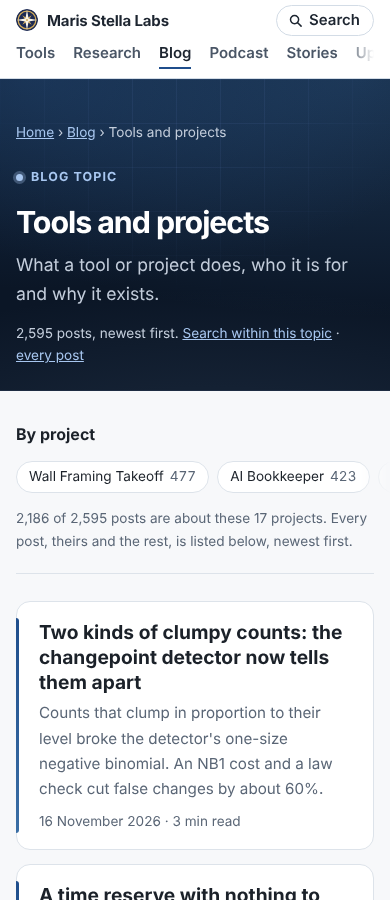 Maris Stella Labs
Search
Tools Research Blog Podcast Stories Up
Home › Blog › Tools and projects
BLOG TOPIC
Tools and projects
What a tool or project does, who it is for
and why it exists.
2,595 posts, newest first. Search within this topic ·
every post
By project
Wall Framing Takeoff 477
AI Bookkeeper 423
2,186 of 2,595 posts are about these 17 projects. Every
post, theirs and the rest, is listed below, newest first.
Two kinds of clumpy counts: the
changepoint detector now tells
them apart
Counts that clump in proportion to their
level broke the detector's one-size
negative binomial. An NB1 cost and a law
check cut false changes by about 60%.
16 November 2026 · 3 min read
A time reserve with nothing to